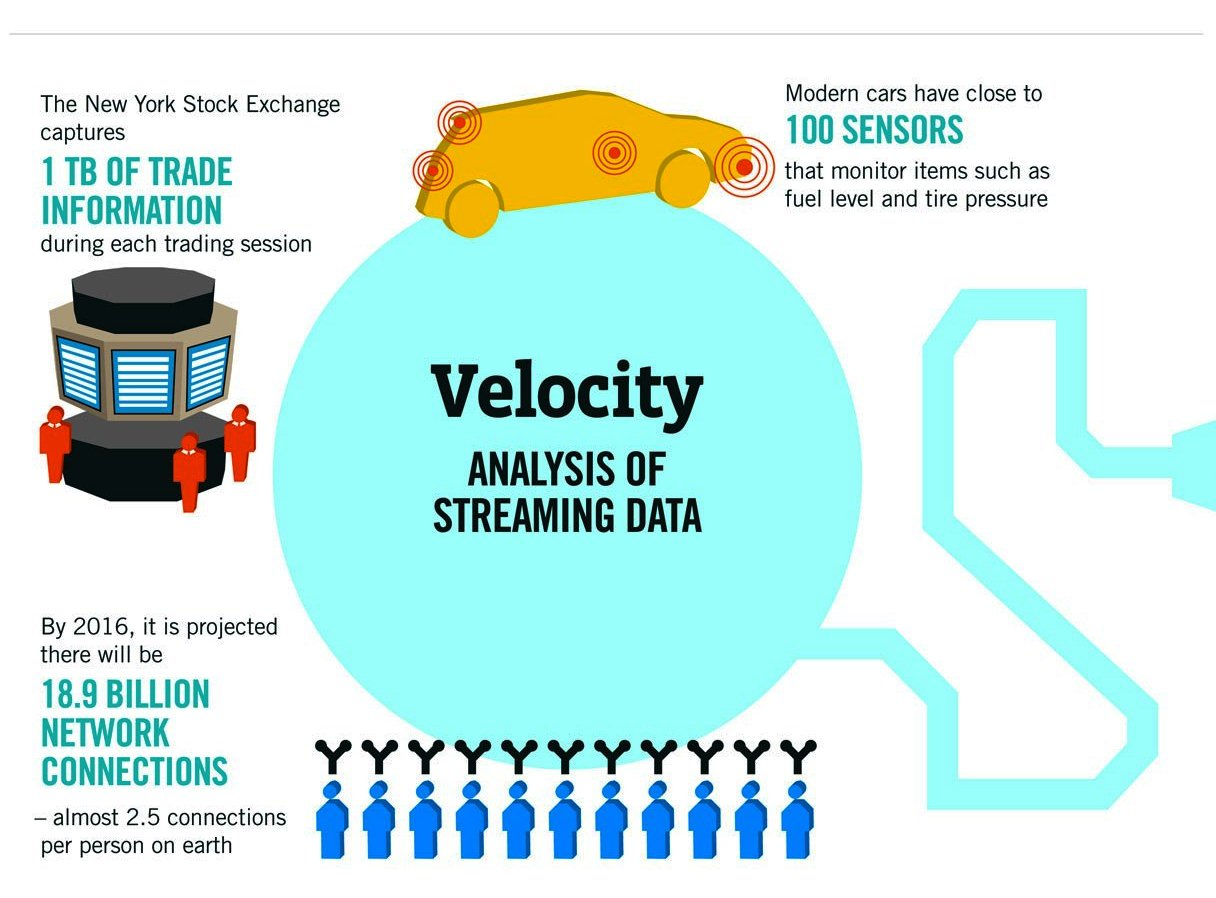 The New York Stock Exchange
captures
1 TB OF TRADE
INFORMATION
during each trading session
Modern cars have close to
100 SENSORS
that monitor items such as
fuel level and tire pressure
Velocity
ANALYSIS OF
STREAMING DATA
By 2016, it is projected
there will be
18.9 BILLION
NETWORK
CONNECTIONS
– almost 2.5 connections
per person on earth